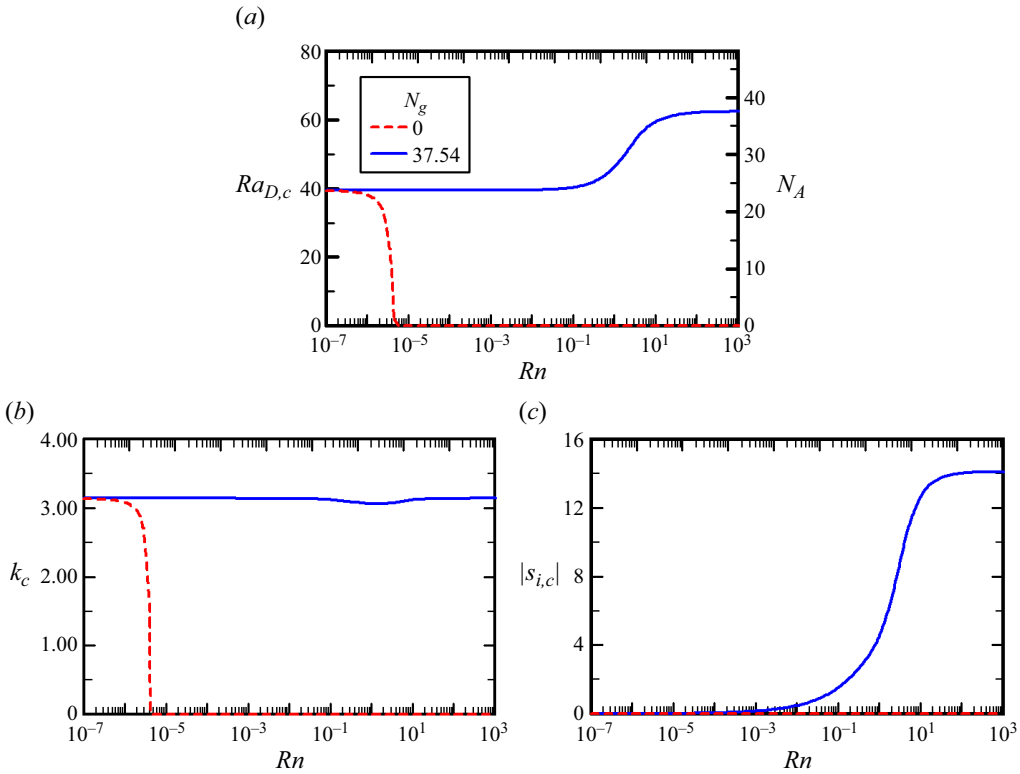 (a)
80
60
40
20
0
Ra_{D,c}
N_g
0
37.54
40
30
20
10
0
N_A
10^{–7} 10^{–5} 10^{–3} 10^{–1} 10^{1} 10^{3}
Rn
(b)
4.00
3.00
2.00
1.00
0
k_c
10^{–7} 10^{–5} 10^{–3} 10^{–1} 10^{1} 10^{3}
Rn
(c)
16
12
8
4
0
|s_{i,c}|
10^{–7} 10^{–5} 10^{–3} 10^{–1} 10^{1} 10^{3}
Rn